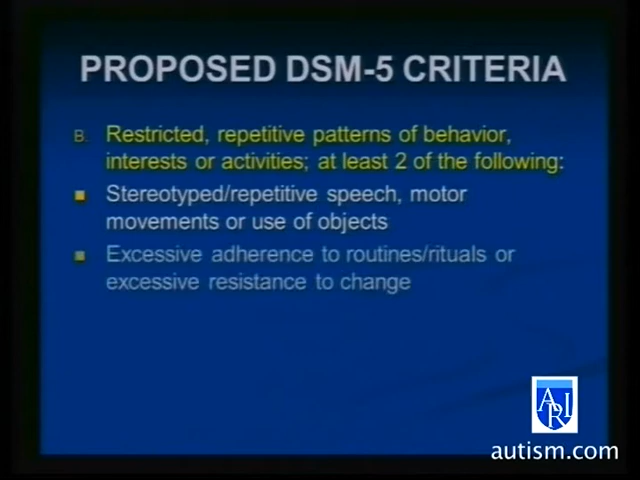 PROPOSED DSM-5 CRITERIA
B. Restricted, repetitive patterns of behavior,
interests or activities; at least 2 of the following:
Stereotyped/repetitive speech, motor
movements or use of objects
Excessive adherence to routines/rituals or
excessive resistance to change
ARI
autism.com